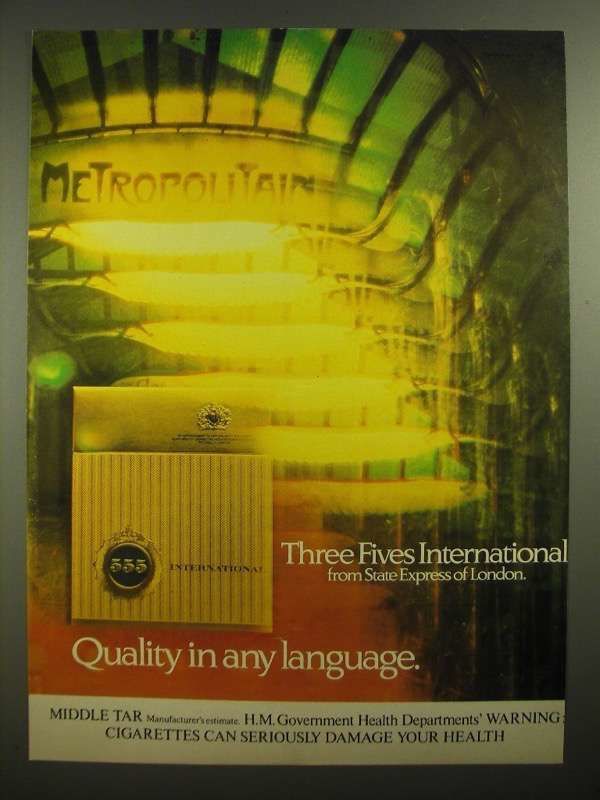 METROPOLITAIN
555
INTERNATIONAL
Three Fives International
from State Express of London.
Quality in any language.
MIDDLE TAR Manufacturer's estimate. H.M. Government Health Departments' WARNING:
CIGARETTES CAN SERIOUSLY DAMAGE YOUR HEALTH